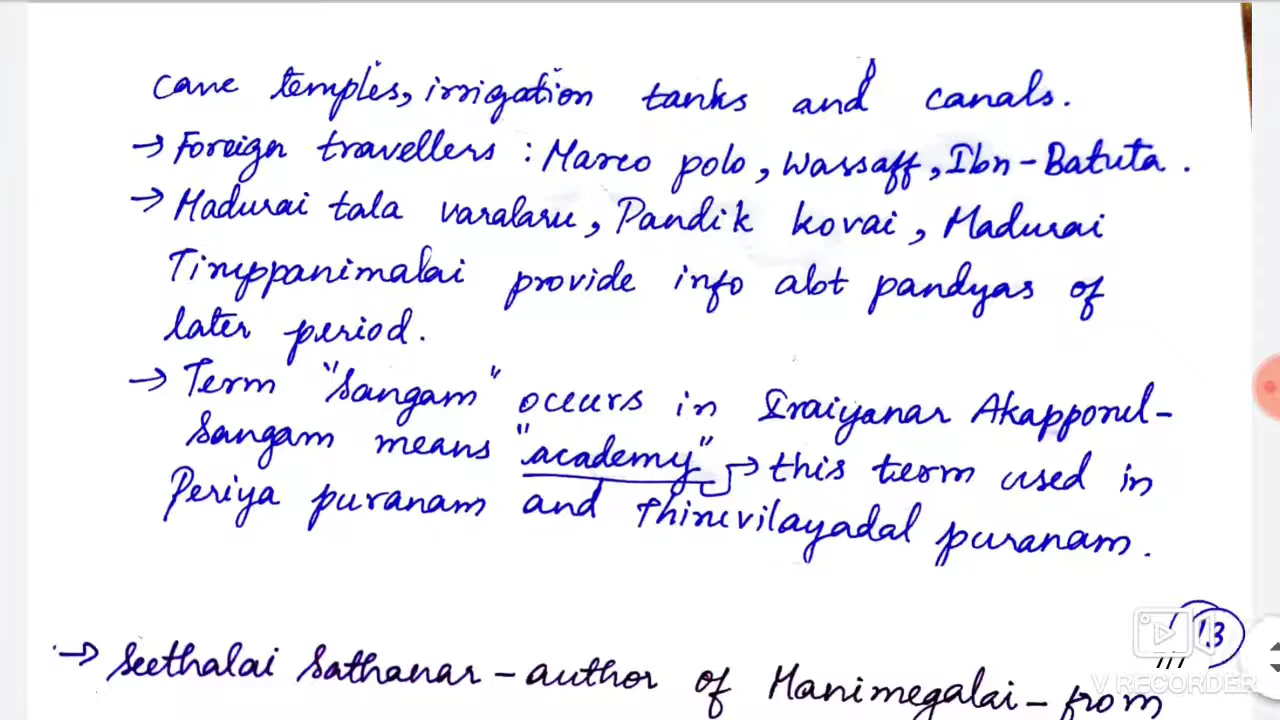 cave temples, irrigation tanks and canals.
→ Foreign travellers : Marco polo, Wassaff, Ibn-Batuta.
→ Madurai tala varalaru, Pandik kovai, Madurai
Tiruppanimalai provide info abt pandyas of
later period.
→ Term "Sangam" occurs in Iraiyanar Akapporul-
Sangam means "academy" → this term used in
Periya puranam and Thiruvilayadal puranam.
13
→ Seethalai Sathanar - author of Manimegalai - from
V RECORDER